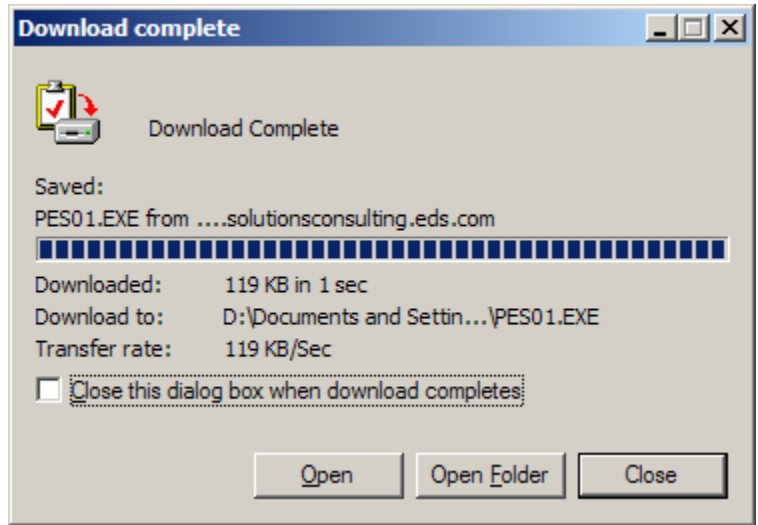 Download complete
Download Complete
Saved:
PES01.EXE from ....solutionsconsulting.eds.com
Downloaded: 119 KB in 1 sec
Download to: D:\Documents and Settin...\PES01.EXE
Transfer rate: 119 KB/Sec
Close this dialog box when download completes
Open Open Folder Close